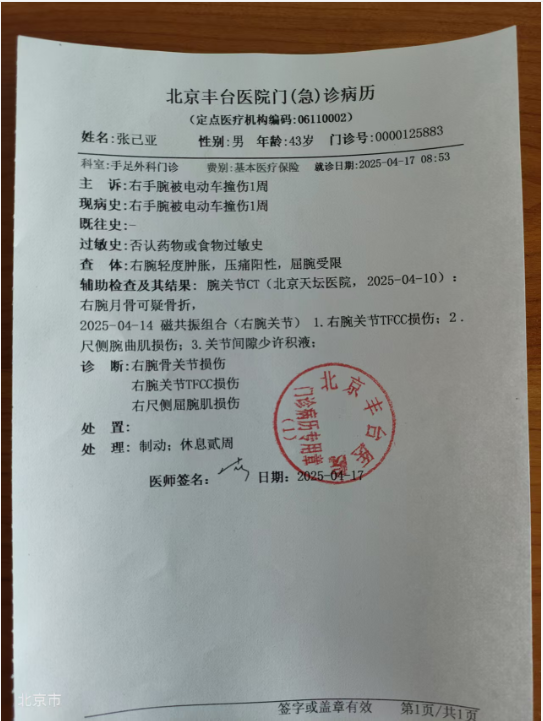 北京丰台医院门(急)诊病历
(定点医疗机构编码:06110002)
姓名:张己亚 性别:男 年龄:43岁 门诊号:0000125883
科室:手足外科门诊 费别:基本医疗保险 就诊日期:2025-04-17 08:53
主 诉:右手腕被电动车撞伤1周
现病史:右手腕被电动车撞伤1周
既往史:-
过敏史:否认药物或食物过敏史
查 体:右腕轻度肿胀，压痛阳性，屈腕受限
辅助检查及其结果: 腕关节CT（北京天坛医院， 2025-04-10）：
右腕月骨可疑骨折,
2025-04-14 磁共振组合（右腕关节） 1.右腕关节TFCC损伤; 2.
尺侧腕曲肌损伤; 3.关节间隙少许积液;
诊 断:右腕骨关节损伤
右腕关节TFCC损伤
右尺侧屈腕肌损伤
处 置:
处 理: 制动; 休息贰周
医师签名: 日期: 2025-04-17
北京丰台医院
门诊病历专用章
(1)
签字或盖章有效 第1页/共1页
北京市